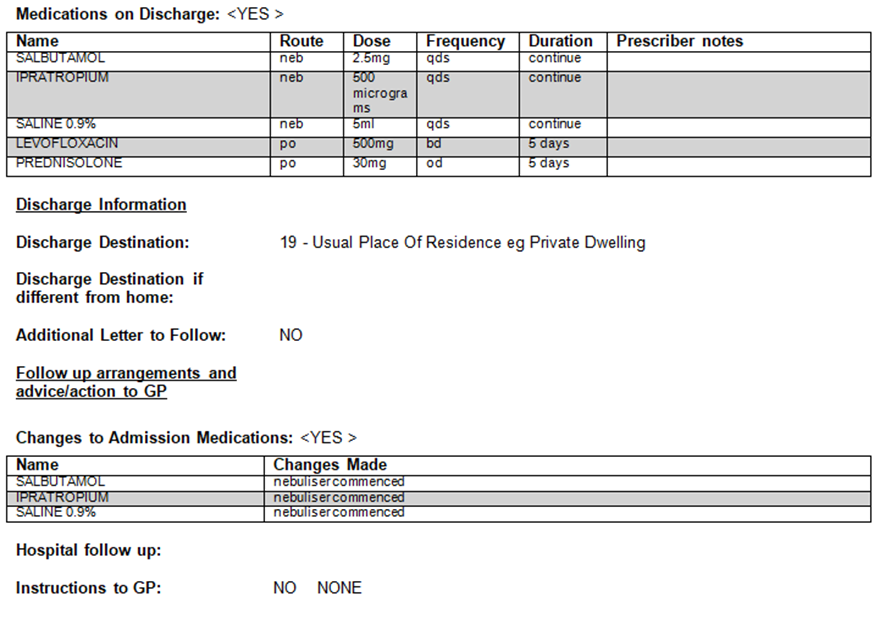 Medications on Discharge: <YES >
Name Route Dose Frequency Duration Prescriber notes
SALBUTAMOL neb 2.5mg qds continue
IPRATROPIUM neb 500 qds continue
microgra
ms
SALINE 0.9% neb 5ml qds continue
LEVOFLOXACIN po 500mg bd 5 days
PREDNISOLONE po 30mg od 5 days
Discharge Information
Discharge Destination: 19 - Usual Place Of Residence eg Private Dwelling
Discharge Destination if
different from home:
Additional Letter to Follow: NO
Follow up arrangements and
advice/action to GP
Changes to Admission Medications: <YES >
Name Changes Made
SALBUTAMOL nebuliser commenced
IPRATROPIUM nebuliser commenced
SALINE 0.9% nebuliser commenced
Hospital follow up:
Instructions to GP: NO NONE